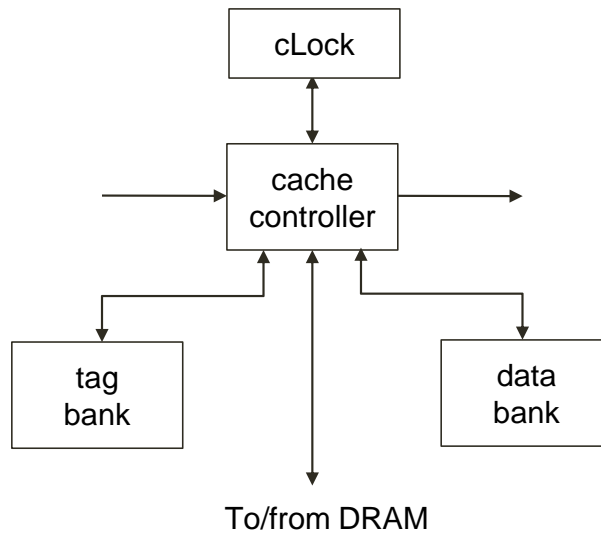 cLock
cache
controller
tag
bank
data
bank
To/from DRAM